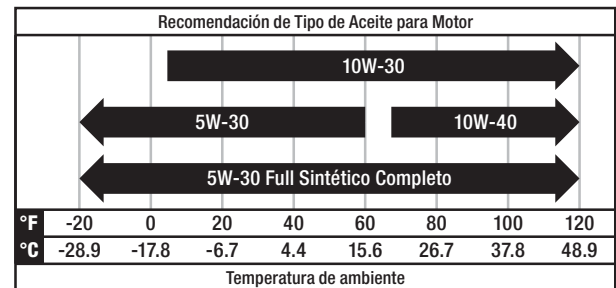 Recomendación de Tipo de Aceite para Motor
10W-30
5W-30 10W-40
5W-30 Full Sintético Completo
°F -20 0 20 40 60 80 100 120
°C -28.9 -17.8 -6.7 4.4 15.6 26.7 37.8 48.9
Temperatura de ambiente